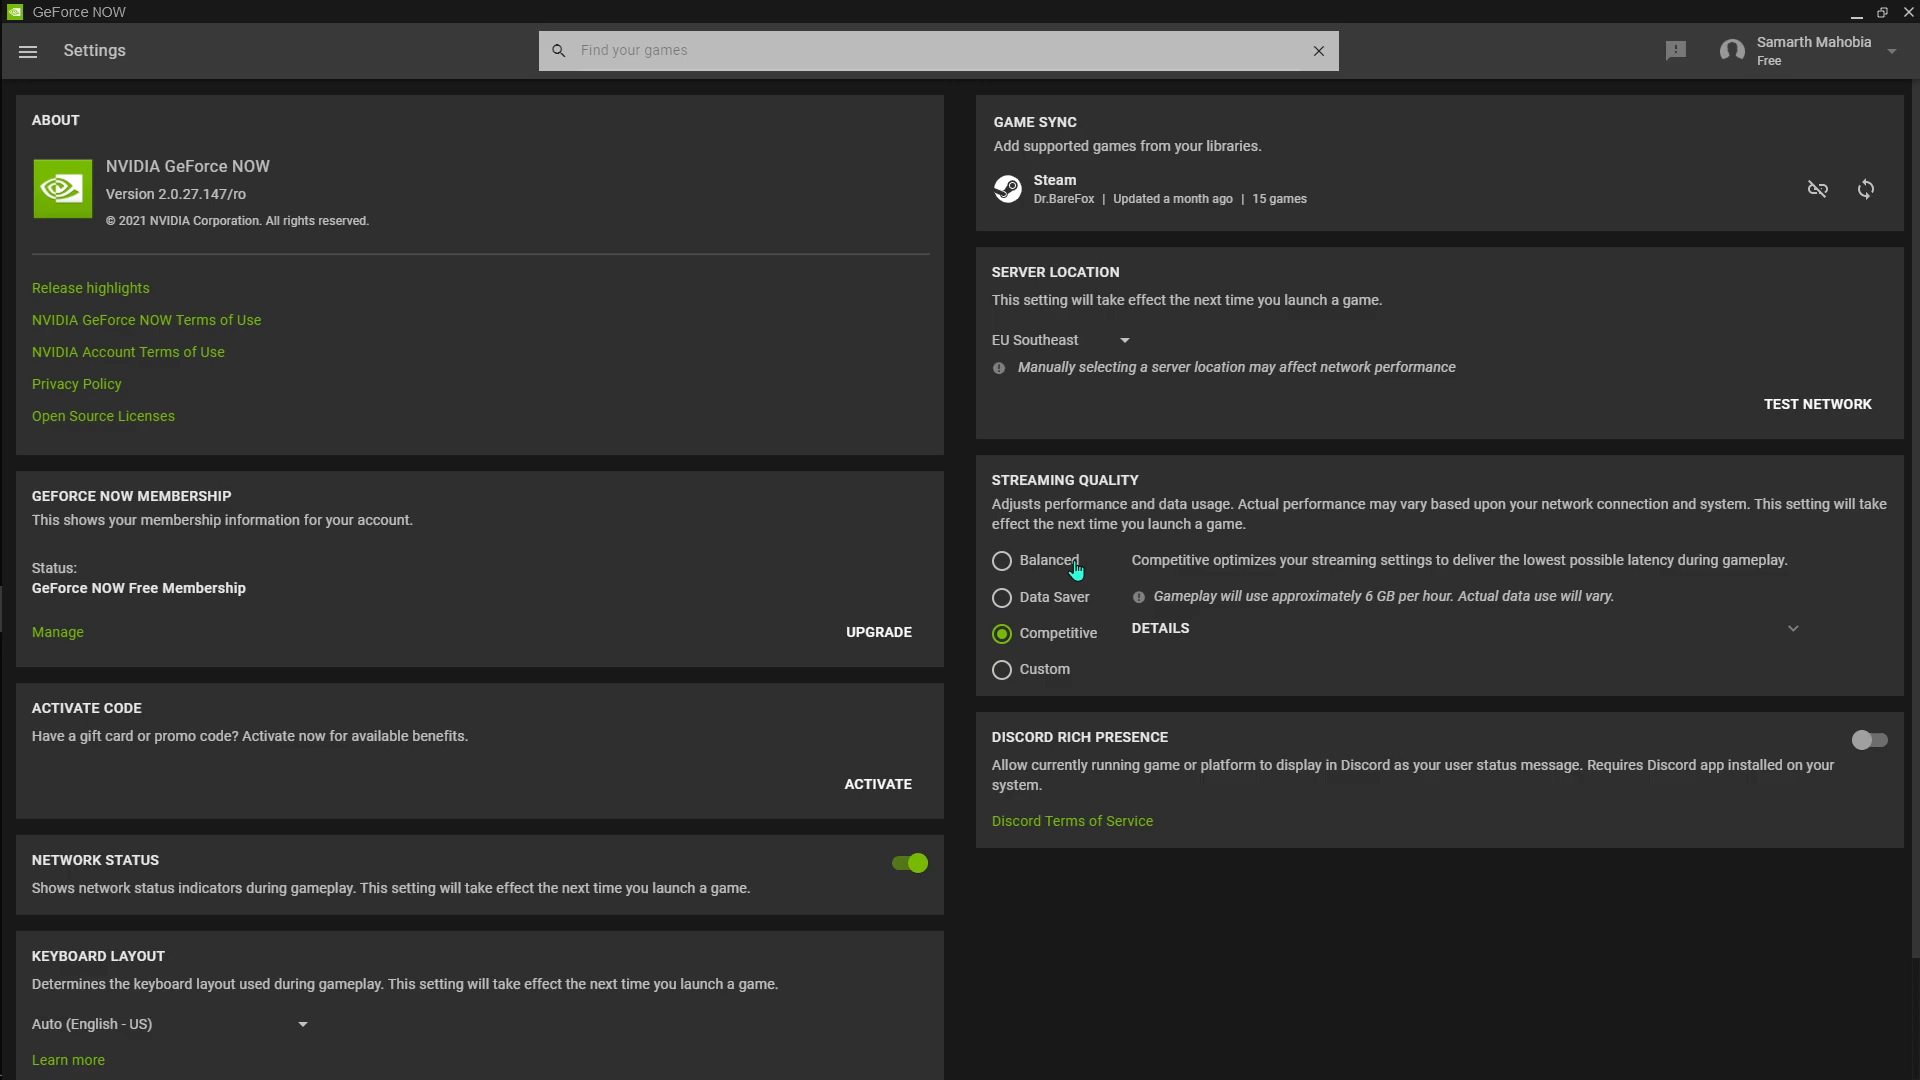 GeForce NOW
Settings
Find your games
Samarth Mahobia
Free
ABOUT
NVIDIA GeForce NOW
Version 2.0.27.147/ro
© 2021 NVIDIA Corporation. All rights reserved.
Release highlights
NVIDIA GeForce NOW Terms of Use
NVIDIA Account Terms of Use
Privacy Policy
Open Source Licenses
GEFORCE NOW MEMBERSHIP
This shows your membership information for your account.
Status:
GeForce NOW Free Membership
Manage
UPGRADE
ACTIVATE CODE
Have a gift card or promo code? Activate now for available benefits.
ACTIVATE
NETWORK STATUS
Shows network status indicators during gameplay. This setting will take effect the next time you launch a game.
KEYBOARD LAYOUT
Determines the keyboard layout used during gameplay. This setting will take effect the next time you launch a game.
Auto (English - US)
Learn more
GAME SYNC
Add supported games from your libraries.
Steam
Dr.BareFox | Updated a month ago | 15 games
SERVER LOCATION
This setting will take effect the next time you launch a game.
EU Southeast
Manually selecting a server location may affect network performance
TEST NETWORK
STREAMING QUALITY
Adjusts performance and data usage. Actual performance may vary based upon your network connection and system. This setting will take
effect the next time you launch a game.
Balanced
Data Saver
Competitive
Custom
Competitive optimizes your streaming settings to deliver the lowest possible latency during gameplay.
Gameplay will use approximately 6 GB per hour. Actual data use will vary.
DETAILS
DISCORD RICH PRESENCE
Allow currently running game or platform to display in Discord as your user status message. Requires Discord app installed on your
system.
Discord Terms of Service